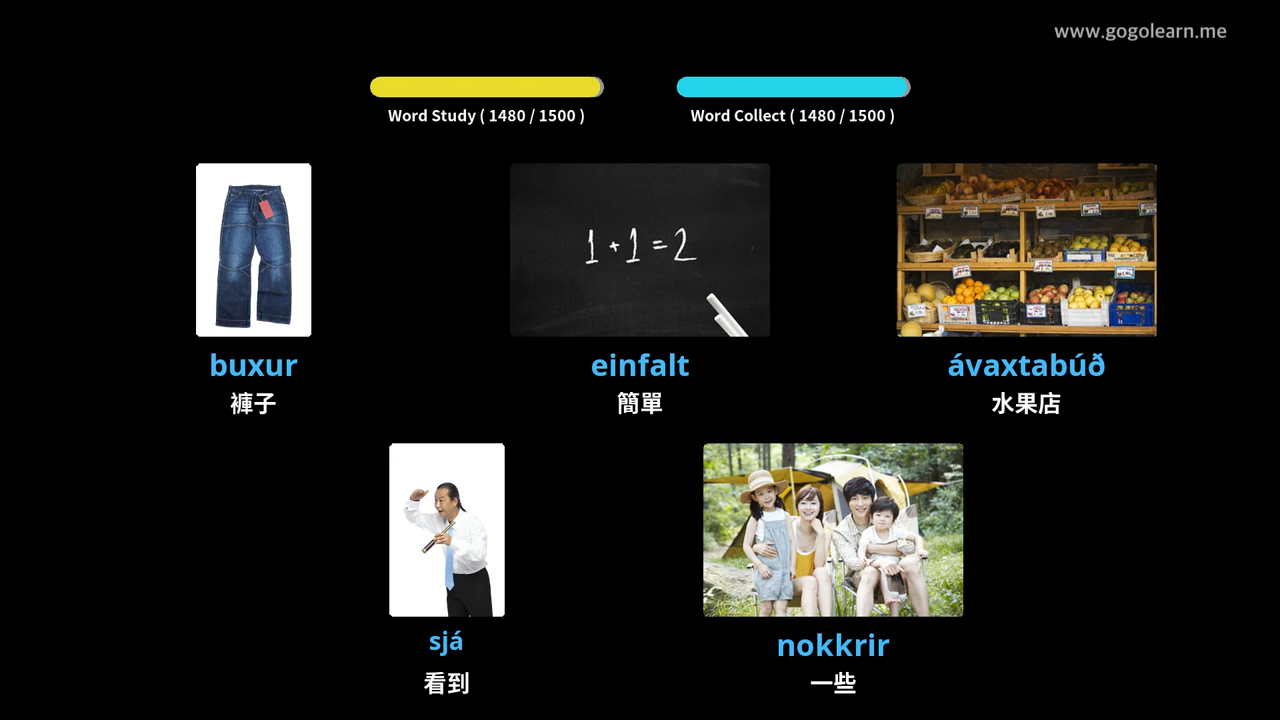 www.gogolearn.me
Word Study ( 1480 / 1500 )
Word Collect ( 1480 / 1500 )
1 + 1 = 2
buxur
einfalt
ávaxtabúð
褲子
簡單
水果店
sjá
nokkrir
看到
一些